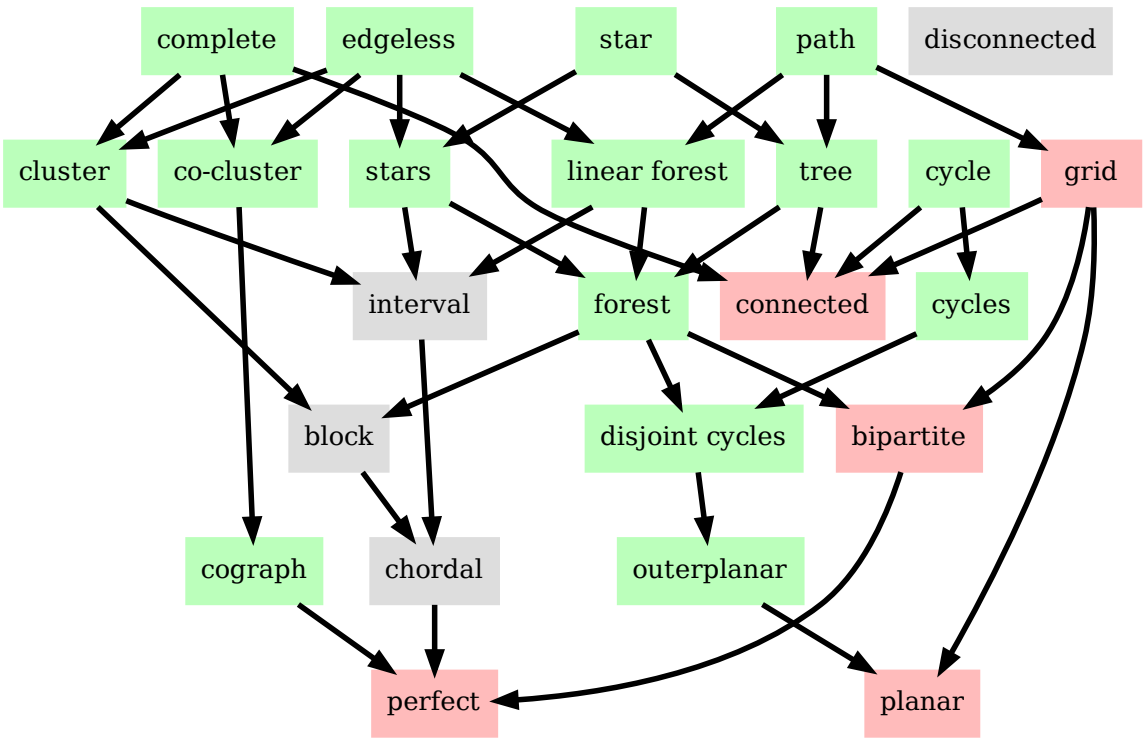 complete
edgeless
star
path
disconnected
cluster
co-cluster
stars
linear forest
tree
cycle
grid
interval
forest
connected
cycles
block
disjoint cycles
bipartite
cograph
chordal
outerplanar
perfect
planar